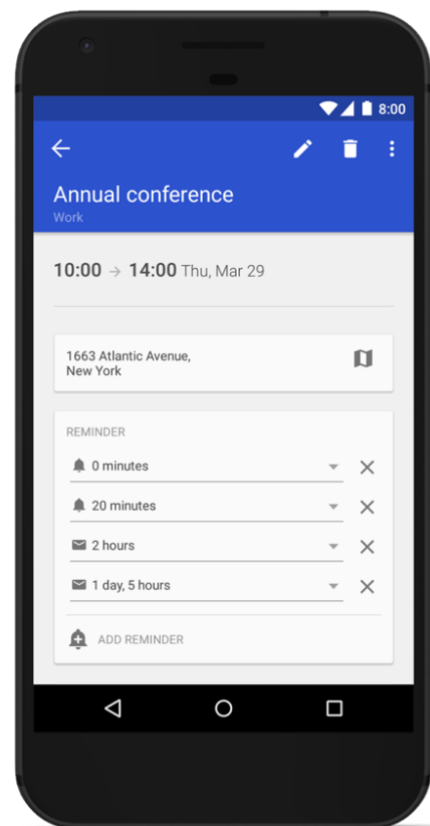 8:00
Annual conference
Work
10:00 → 14:00 Thu, Mar 29
1663 Atlantic Avenue,
New York
REMINDER
0 minutes
20 minutes
2 hours
1 day, 5 hours
ADD REMINDER